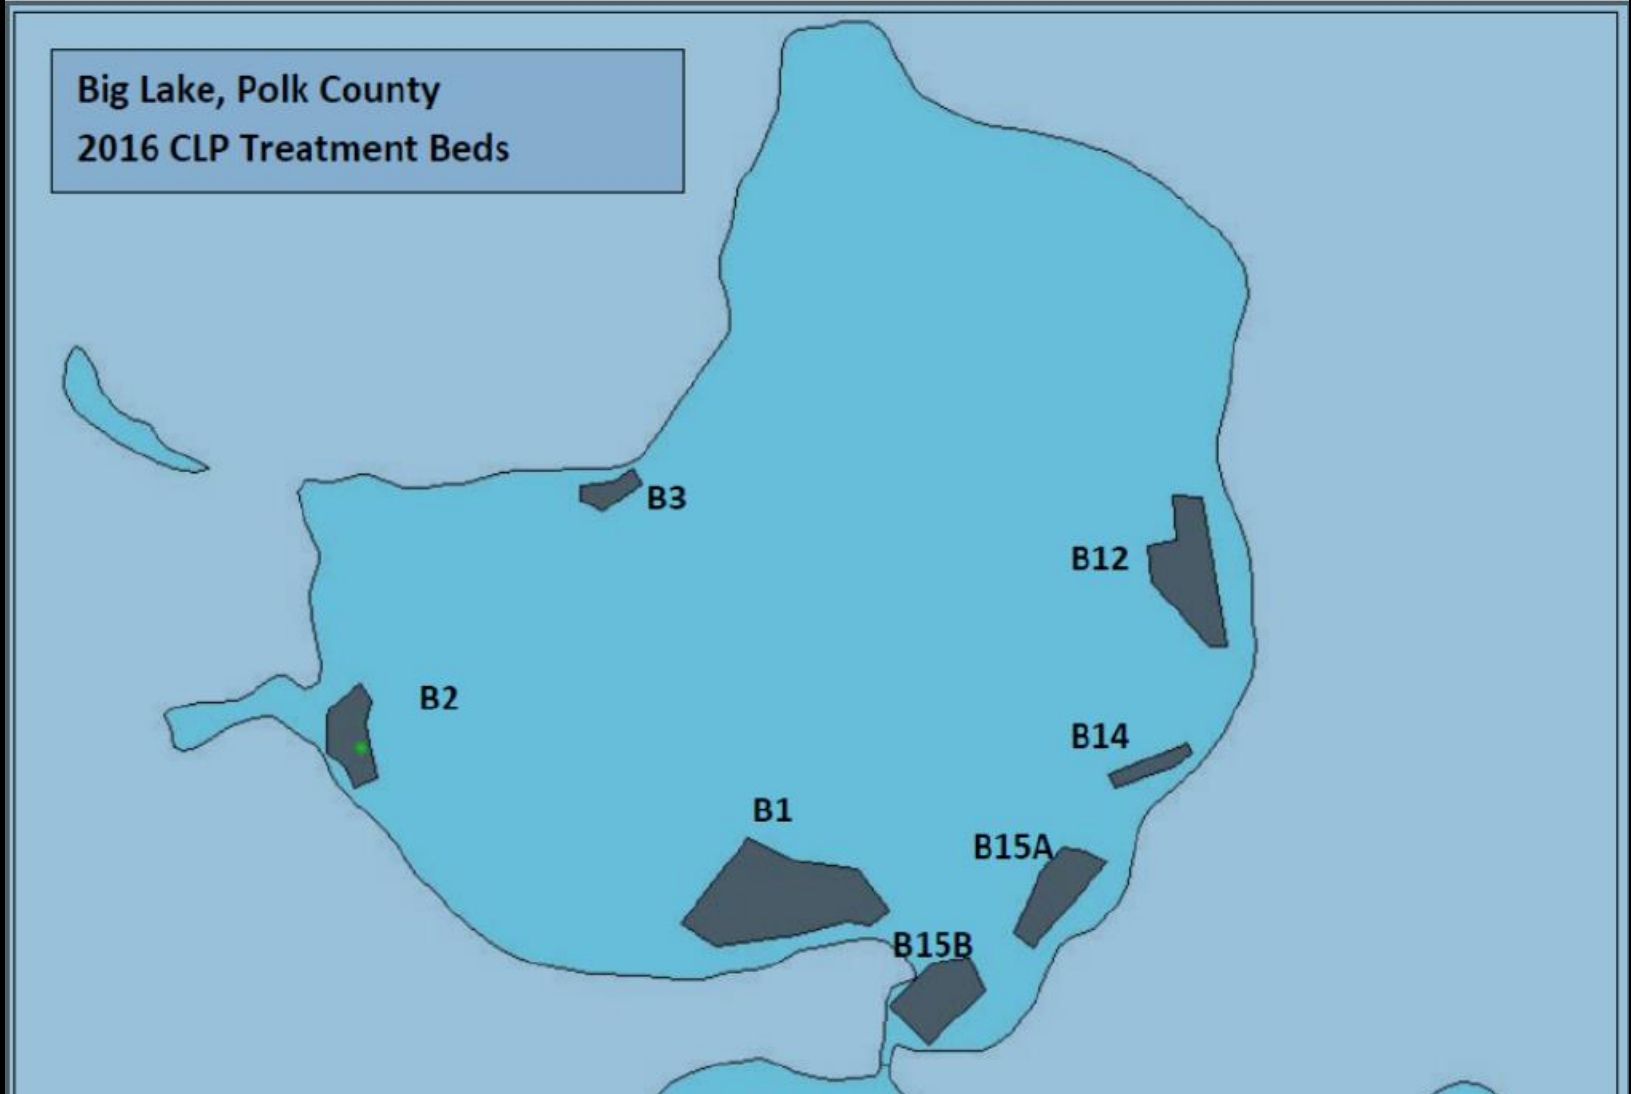 Big Lake, Polk County
2016 CLP Treatment Beds
B3
B12
B2
B14
B1
B15A
B15B